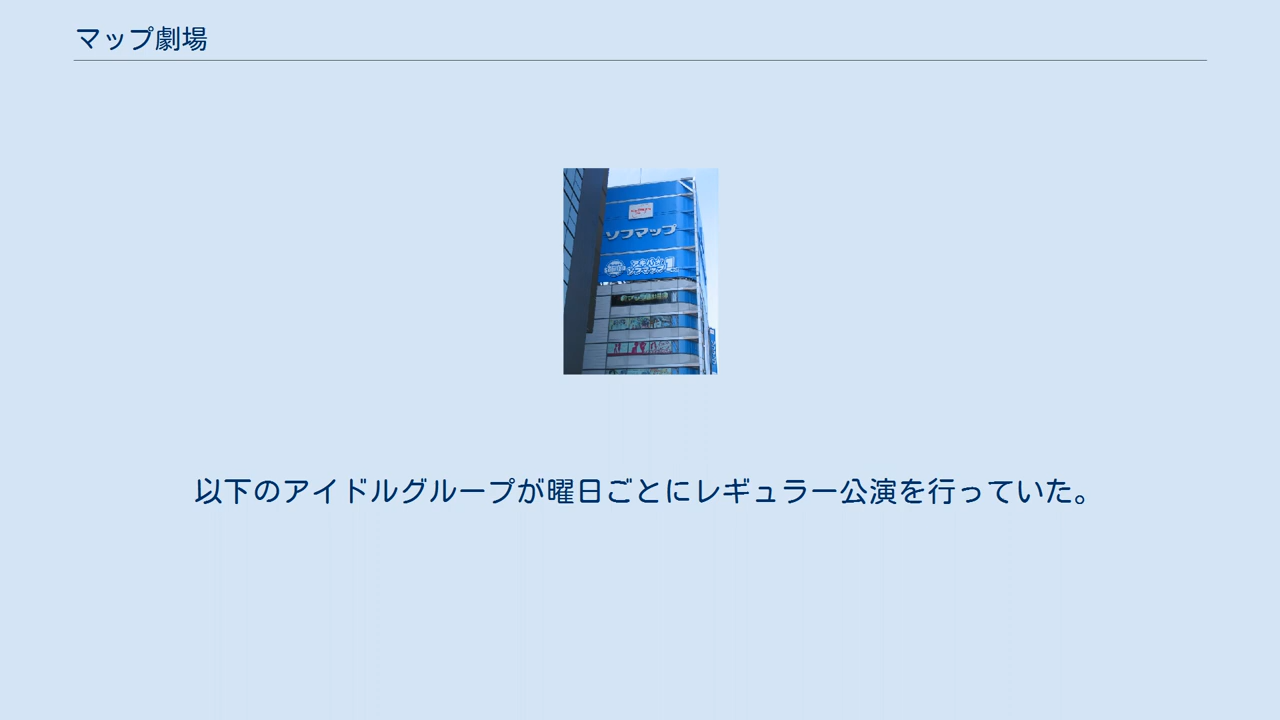 マップ劇場
ソフマップ
以下のアイドルグループが曜日ごとにレギュラー公演を行っていた。